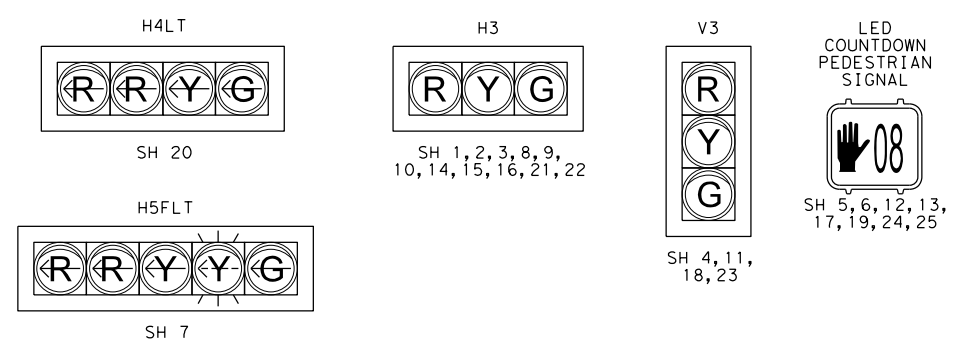 H4LT
R R Y G
SH 20
H5FLT
R R Y Y G
SH 7
H3
R Y G
SH 1,2,3,8,9,
10,14,15,16,21,22
V3
R
Y
G
SH 4,11,
18,23
LED
COUNTDOWN
PEDESTRIAN
SIGNAL
08
SH 5,6,12,13,
17,19,24,25